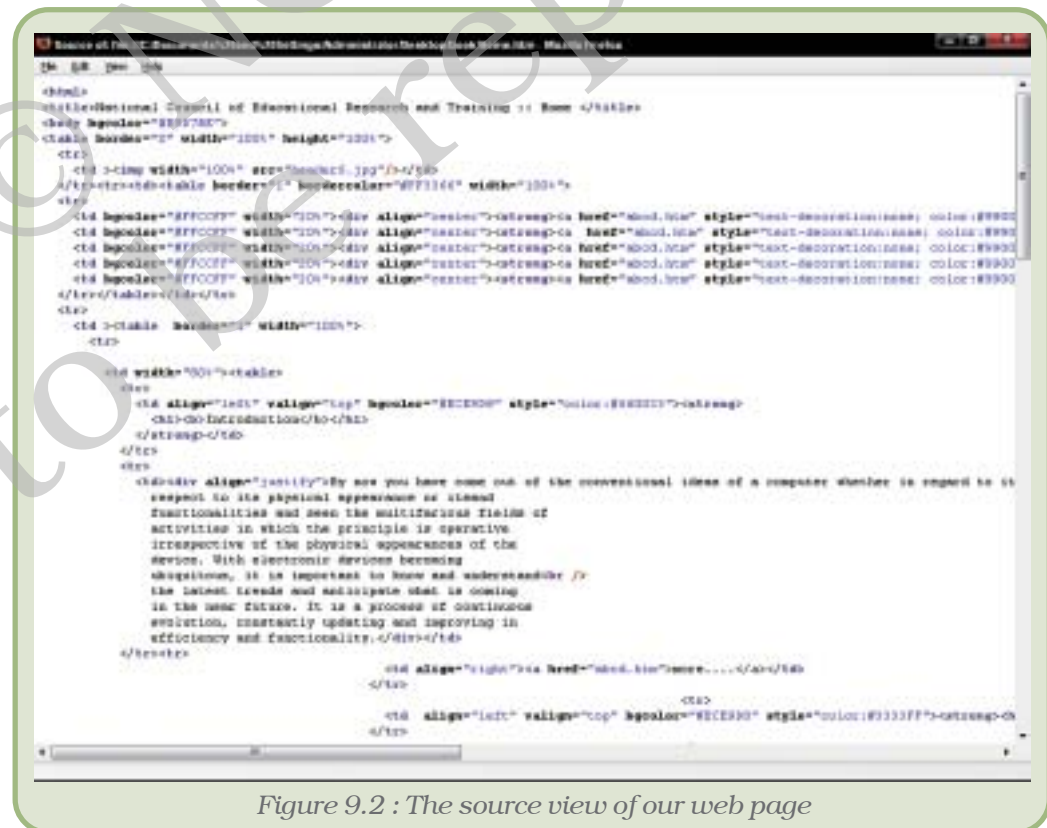 © N
to be rep
Mozilla Firefox
File Edit View Help
<html>
<title>National Council of Educational Research and Training :: Home </title>
<body bgcolor=
<table border= width="100%" height="100%">
<tr>
<td ><img width="100%" src= /></td>
</tr><tr><td><table border="1" bordercolor="#FF3366" width="100%">
<tr>
<td bgcolor="#FFCCFF" width="20%"><div align="center"><strong><a href="abcd.htm" style="text-decoration:none; color:#9900
<td bgcolor="#FFCCFF" width="20%"><div align="center"><strong><a href="abcd.htm" style="text-decoration:none; color:#9900
<td bgcolor="#FFCCFF" width="20%"><div align="center"><strong><a href="abcd.htm" style="text-decoration:none; color:#9900
<td bgcolor="#FFCCFF" width="20%"><div align="center"><strong><a href="abcd.htm" style="text-decoration:none; color:#9900
<td bgcolor="#FFCCFF" width="20%"><div align="center"><strong><a href="abcd.htm" style="text-decoration:none; color:#9900
</tr></table></td></tr>
<tr>
<td ><table border= width="100%">
<tr>
<td width="80%"><table>
<tr>
<td align="left" valign="top" bgcolor= style= ><strong>
Introduction
</strong></td>
</tr>
<tr>
<td><div align="justify">By now you have come out of the conventional ideas of a computer whether in regard to it
respect to its physical appearance or
functionalities and seen the multifarious fields of
activities in which the principle is operative
irrespective of the physical appearances of the
device. With electronic devices becoming
ubiquitous, it is important to know and understand<br />
the latest trends and anticipate what is coming
in the near future. It is a process of continuous
evolution, constantly updating and improving in
efficiency and functionality.</div></td>
</tr><tr>
<td align="right"><a href="abcd.htm">more....</a></td>
</tr>
<tr>
<td align="left" valign="top" bgcolor= style="color:#3333FF"><strong><h
</tr>
Figure 9.2 : The source view of our web page